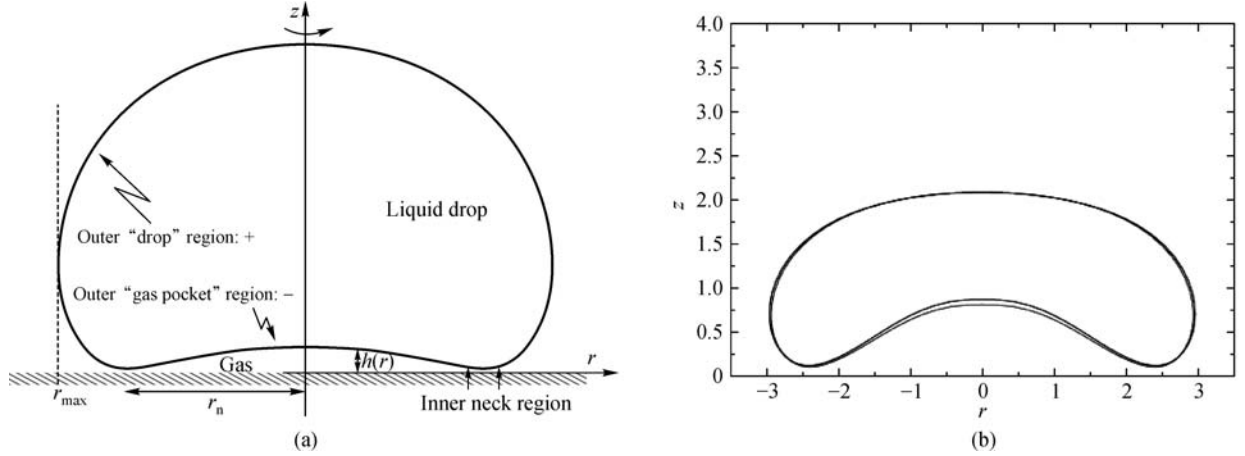 z
Liquid drop
Outer “drop” region: +
Outer “gas pocket” region: −
Gas
h(r)
r
r_max
r_n
Inner neck region
(a)
4.0
3.5
3.0
2.5
z 2.0
1.5
1.0
0.5
0
−3 −2 −1 0 1 2 3
r
(b)